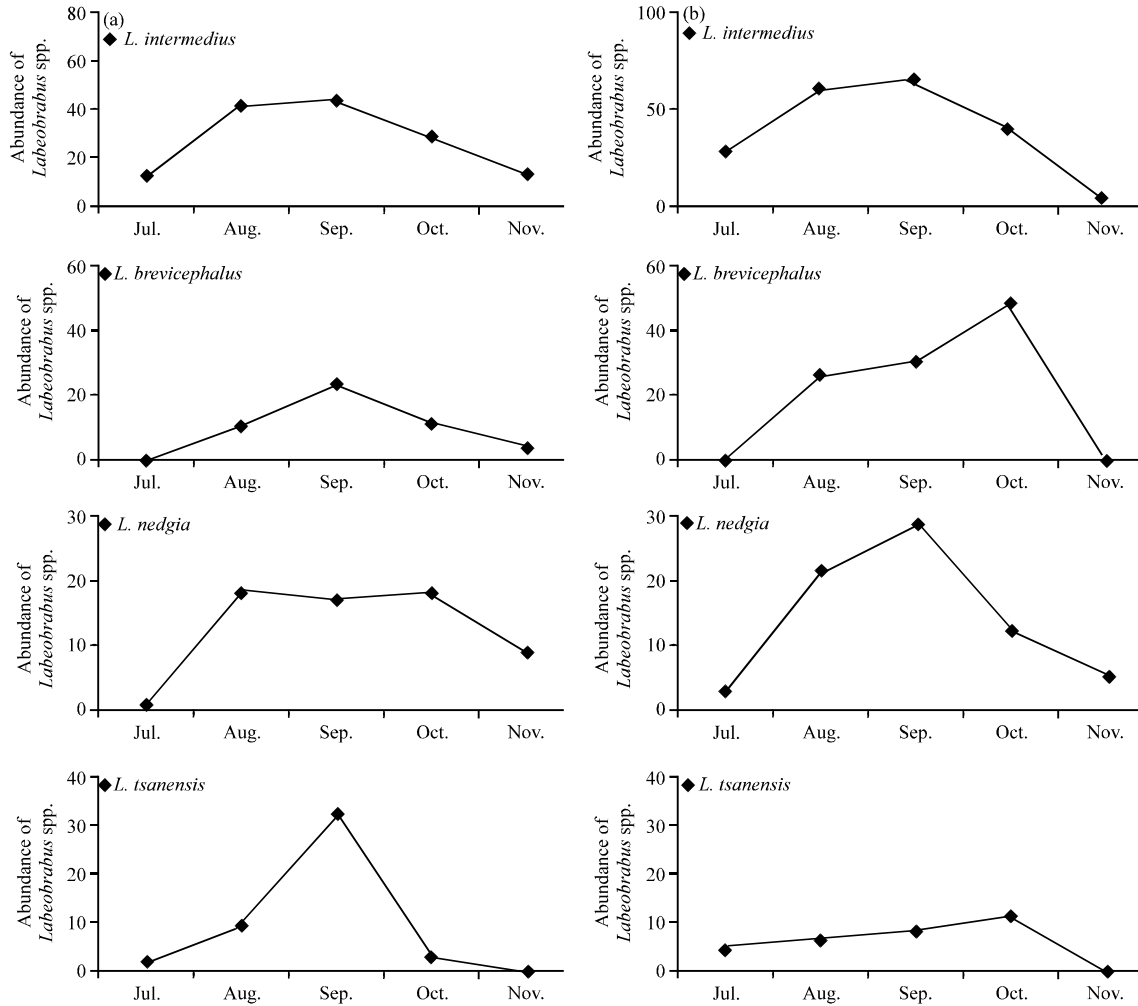 (a)
80
60
40
20
0
Abundance of
Labeobrabus spp.
L. intermedius
Jul. Aug. Sep. Oct. Nov.
(b)
100
50
0
Abundance of
Labeobrabus spp.
L. intermedius
Jul. Aug. Sep. Oct. Nov.
60
40
20
0
Abundance of
Labeobrabus spp.
L. brevicephalus
Jul. Aug. Sep. Oct. Nov.
60
40
20
0
Abundance of
Labeobrabus spp.
L. brevicephalus
Jul. Aug. Sep. Oct. Nov.
30
20
10
0
Abundance of
Labeobrabus spp.
L. nedgia
Jul. Aug. Sep. Oct. Nov.
30
20
10
0
Abundance of
Labeobrabus spp.
L. nedgia
Jul. Aug. Sep. Oct. Nov.
40
30
20
10
0
Abundance of
Labeobrabus spp.
L. tsanensis
Jul. Aug. Sep. Oct. Nov.
40
30
20
10
0
Abundance of
Labeobrabus spp.
L. tsanensis
Jul. Aug. Sep. Oct. Nov.